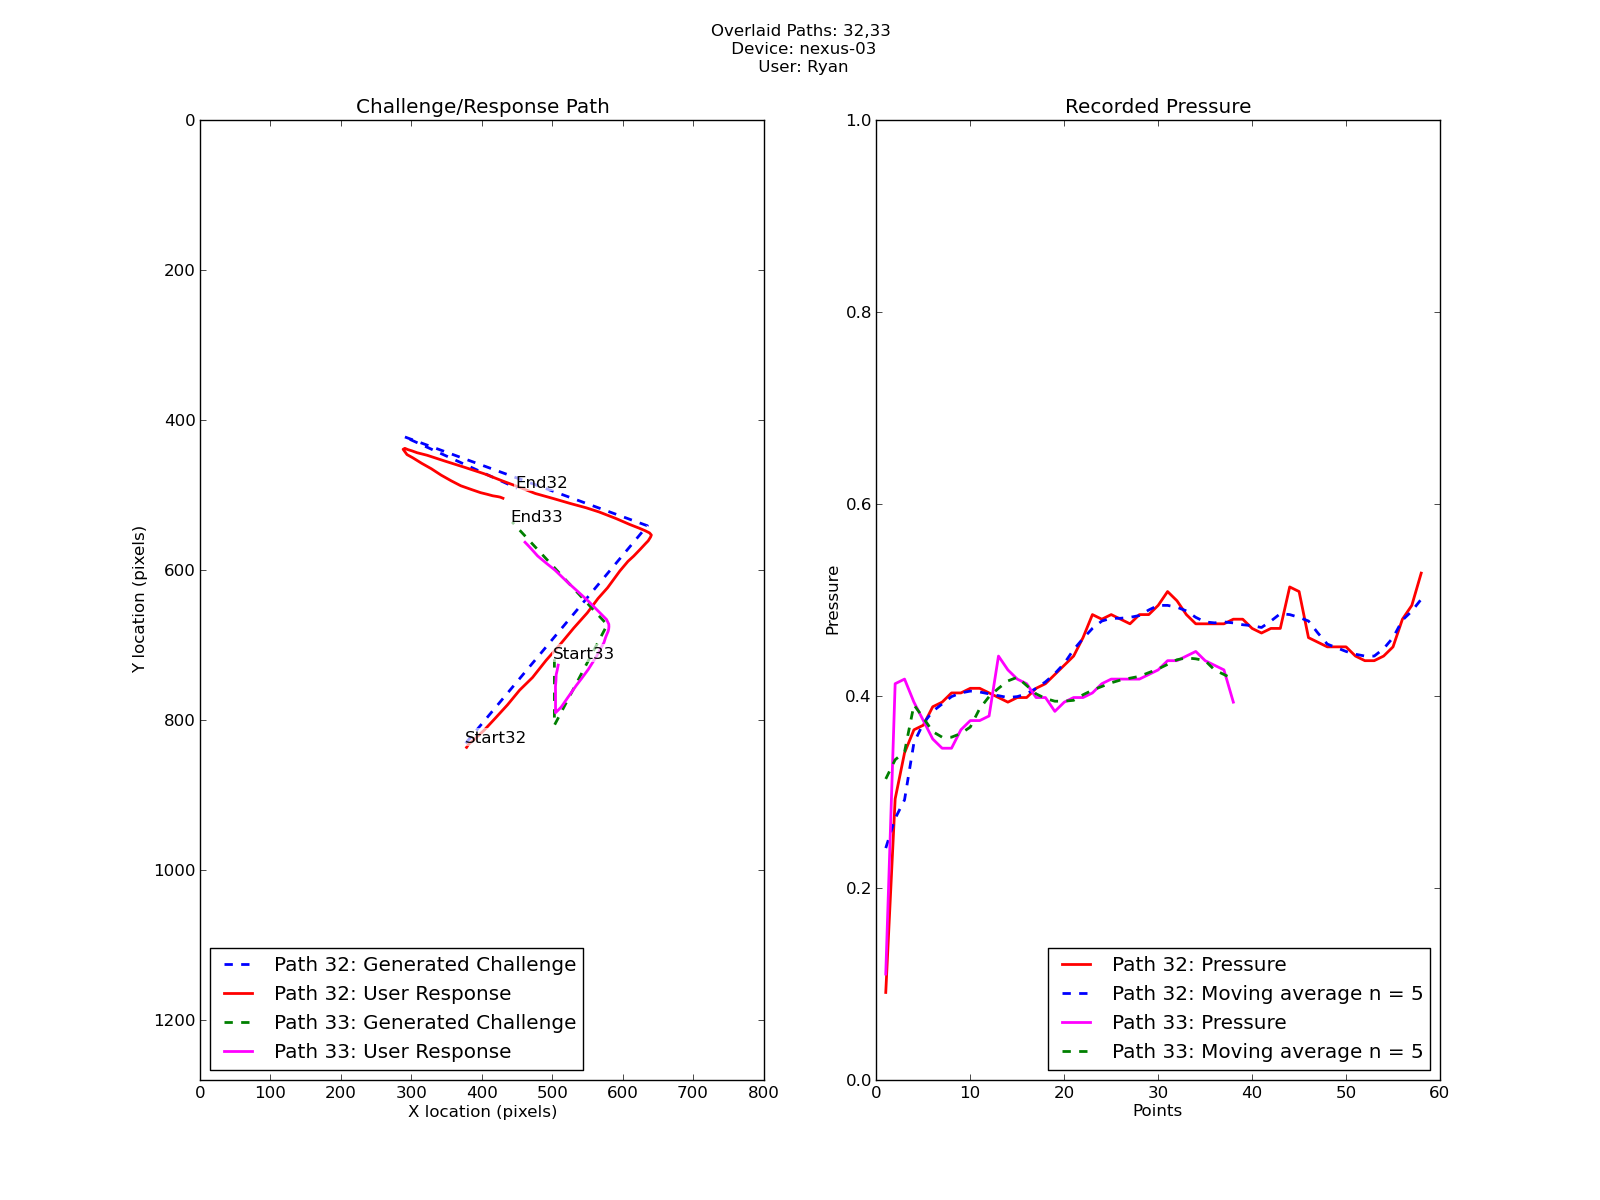 Overlaid Paths: 32,33
Device: nexus-03
User: Ryan
Challenge/Response Path
0
200
400
600
800
1000
1200
Y location (pixels)
End32
End33
Start33
Start32
Path 32: Generated Challenge
Path 32: User Response
Path 33: Generated Challenge
Path 33: User Response
0 100 200 300 400 500 600 700 800
X location (pixels)
Recorded Pressure
1.0
0.8
0.6
0.4
0.2
0.0
Pressure
Path 32: Pressure
Path 32: Moving average n = 5
Path 33: Pressure
Path 33: Moving average n = 5
0 10 20 30 40 50 60
Points